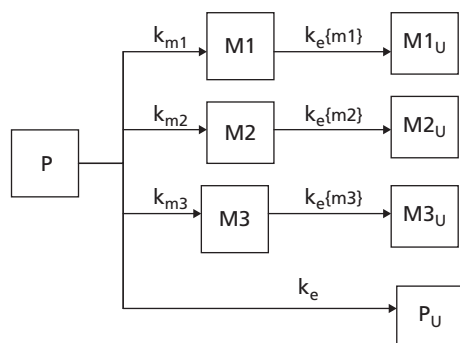 k_m1 M1 k_e{m1} M1_U
k_m2 M2 k_e{m2} M2_U
P
k_m3 M3 k_e{m3} M3_U
k_e P_U